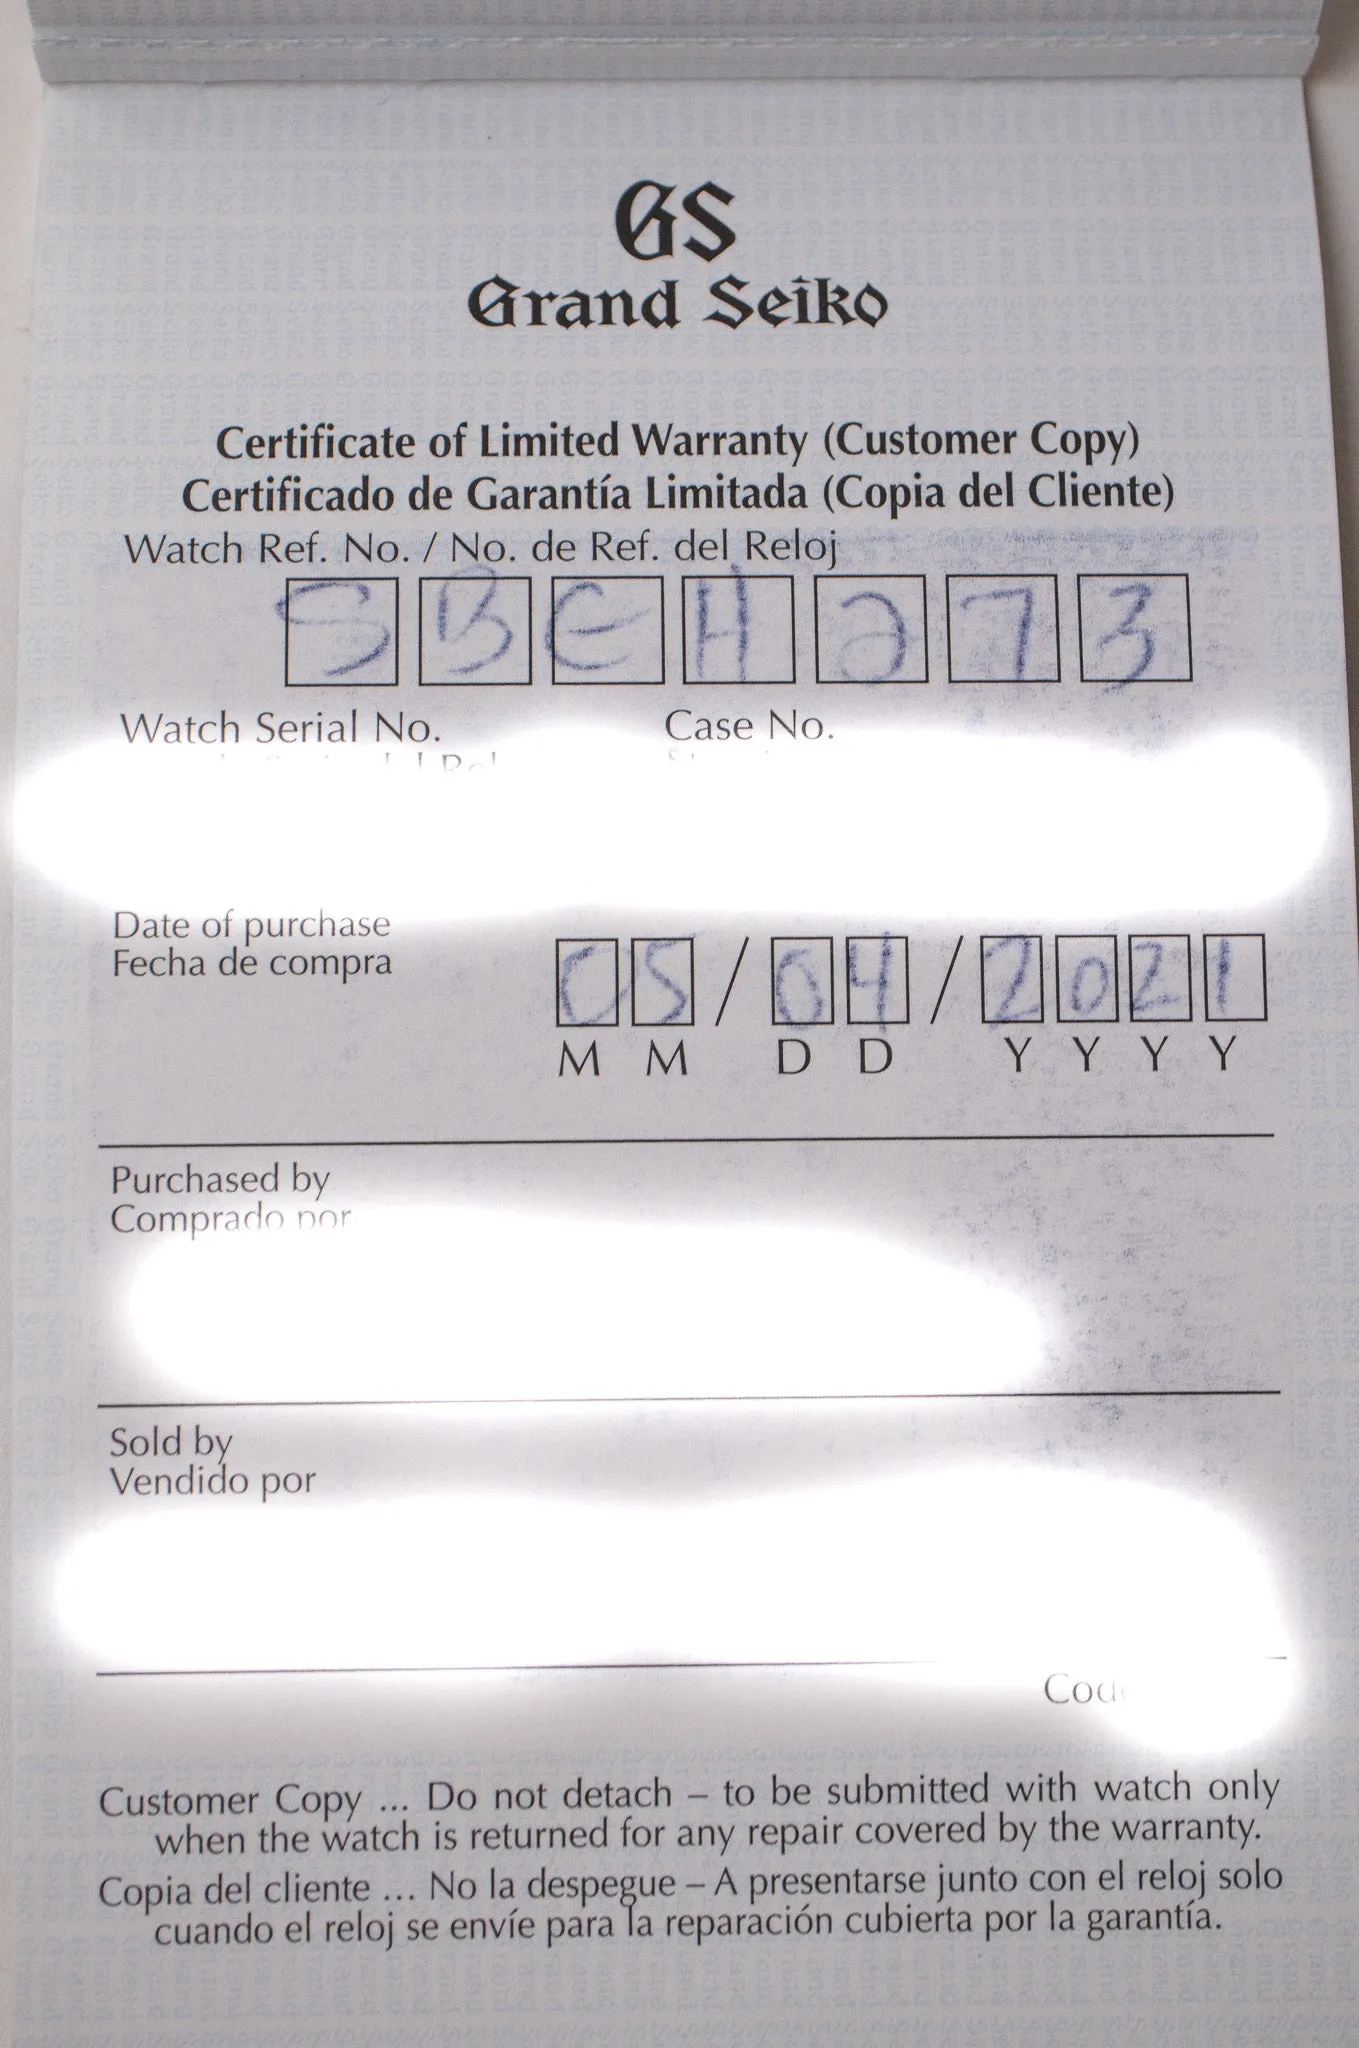 GS
Grand Seiko
Certificate of Limited Warranty (Customer Copy)
Certificado de Garantía Limitada (Copia del Cliente)
Watch Ref. No. / No. de Ref. del Reloj
SBEH273
Watch Serial No. Case No.
Date of purchase
Fecha de compra
05 / 04 / 2021
M M D D Y Y Y Y
Purchased by
Comprado por
Sold by
Vendido por
Customer Copy ... Do not detach – to be submitted with watch only
when the watch is returned for any repair covered by the warranty.
Copia del cliente ... No la despegue – A presentarse junto con el reloj solo
cuando el reloj se envíe para la reparación cubierta por la garantía.